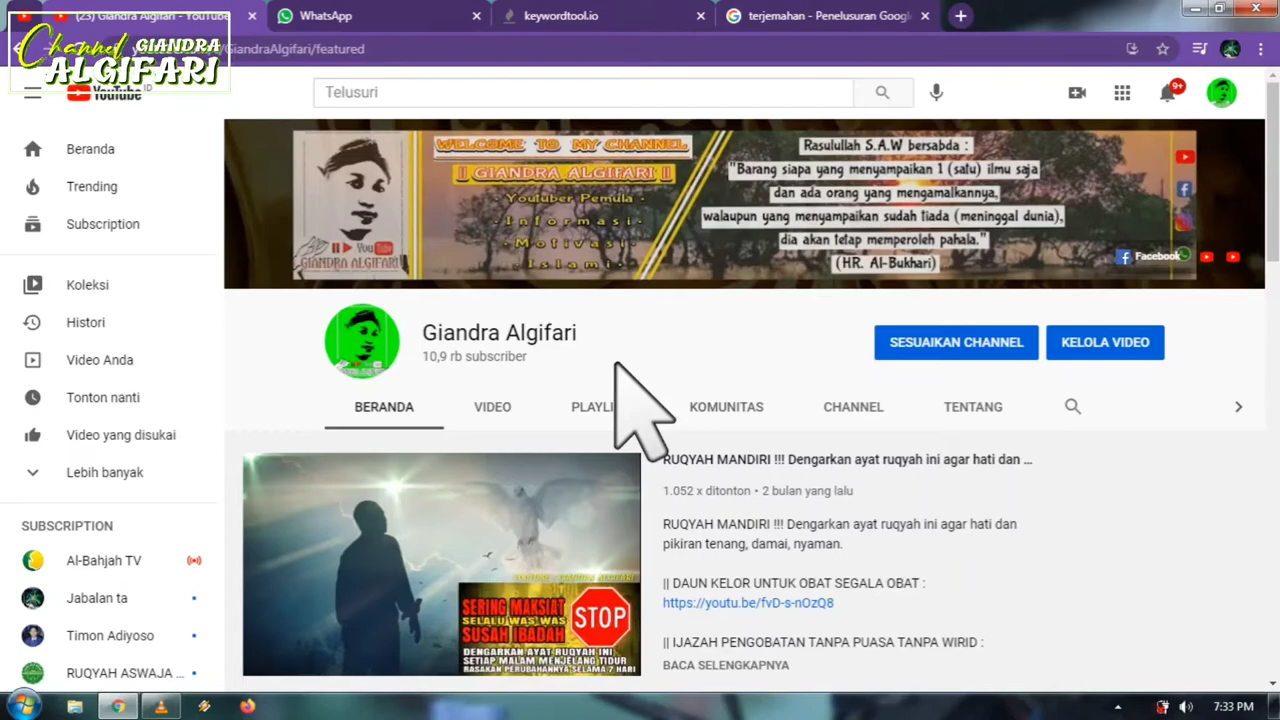 (23) Giandra Algifari - YouTube
WhatsApp
keywordtool.io
terjemahan - Penelusuran Googl
Channel GIANDRA
ALGIFARI
/GiandraAlgifari/featured
YouTube ID
Telusuri
9+
Beranda
Trending
Subscription
Koleksi
Histori
Video Anda
Tonton nanti
Video yang disukai
Lebih banyak
SUBSCRIPTION
Al-Bahjah TV
Jabalan ta
Timon Adiyoso
RUQYAH ASWAJA ...
YouTube
GIANDRA ALGIFARI
WELCOME TO MY CHANNEL
|| GIANDRA ALGIFARI ||
Youtuber Pemula -
- I n f o r m a s i -
- M o t i v a s i -
- I s l a m i -
Rasulullah S.A.W bersabda :
"Barang siapa yang menyampaikan 1 (satu) ilmu saja
dan ada orang yang mengamalkannya,
walaupun yang menyampaikan sudah tiada (meninggal dunia),
dia akan tetap memperoleh pahala."
(HR. Al-Bukhari)
Facebook
Giandra Algifari
10,9 rb subscriber
SESUAIKAN CHANNEL
KELOLA VIDEO
BERANDA
VIDEO
PLAYLI
KOMUNITAS
CHANNEL
TENTANG
YOUTUBE : GIANDRA ALGIFARI
SERING MAKSIAT
SELALU WAS WAS
SUSAH IBADAH
STOP
DENGARKAN AYAT RUQYAH INI
SETIAP MALAM MENJELANG TIDUR
RASAKAN PERUBAHANNYA SELAMA 7 HARI
RUQYAH MANDIRI !!! Dengarkan ayat ruqyah ini agar hati dan ...
1.052 x ditonton • 2 bulan yang lalu
RUQYAH MANDIRI !!! Dengarkan ayat ruqyah ini agar hati dan
pikiran tenang, damai, nyaman.
|| DAUN KELOR UNTUK OBAT SEGALA OBAT :
https://youtu.be/fvD-s-nOzQ8
|| IJAZAH PENGOBATAN TANPA PUASA TANPA WIRID :
BACA SELENGKAPNYA
7:33 PM